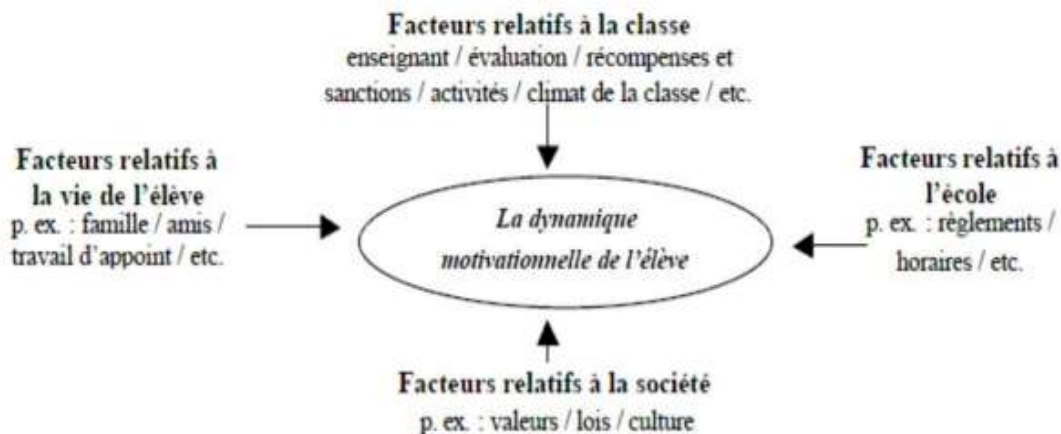 Facteurs relatifs à la classe
enseignant / évaluation / récompenses et
sanctions / activités / climat de la classe / etc.
Facteurs relatifs à
la vie de l'élève
p. ex. : famille / amis /
travail d'appoint / etc.
La dynamique
motivationnelle de l'élève
Facteurs relatifs à
l'école
p. ex. : règlements /
horaires / etc.
Facteurs relatifs à la société
p. ex. : valeurs / lois / culture